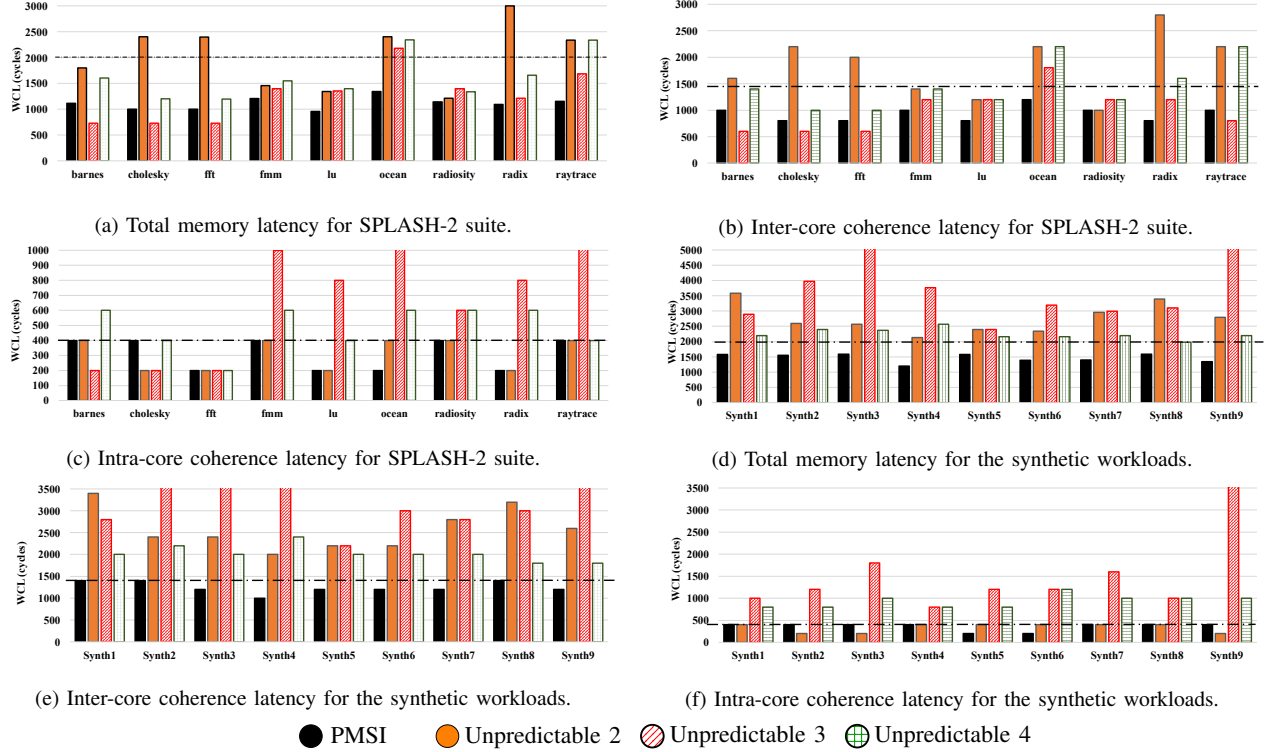 WCL (cycles)
3000
2500
2000
1500
1000
500
0
barnes cholesky fft fmm lu ocean radiosity radix raytrace
(a) Total memory latency for SPLASH-2 suite.
WCL (cycles)
3000
2500
2000
1500
1000
500
0
barnes cholesky fft fmm lu ocean radiosity radix raytrace
(b) Inter-core coherence latency for SPLASH-2 suite.
WCL (cycles)
1000
900
800
700
600
500
400
300
200
100
0
barnes cholesky fft fmm lu ocean radiosity radix raytrace
(c) Intra-core coherence latency for SPLASH-2 suite.
WCL (cycles)
5000
4500
4000
3500
3000
2500
2000
1500
1000
500
0
Synth1 Synth2 Synth3 Synth4 Synth5 Synth6 Synth7 Synth8 Synth9
(d) Total memory latency for the synthetic workloads.
WCL (cycles)
3500
3000
2500
2000
1500
1000
500
0
Synth1 Synth2 Synth3 Synth4 Synth5 Synth6 Synth7 Synth8 Synth9
(e) Inter-core coherence latency for the synthetic workloads.
WCL (cycles)
3500
3000
2500
2000
1500
1000
500
0
Synth1 Synth2 Synth3 Synth4 Synth5 Synth6 Synth7 Synth8 Synth9
(f) Intra-core coherence latency for the synthetic workloads.
PMSI Unpredictable 2 Unpredictable 3 Unpredictable 4